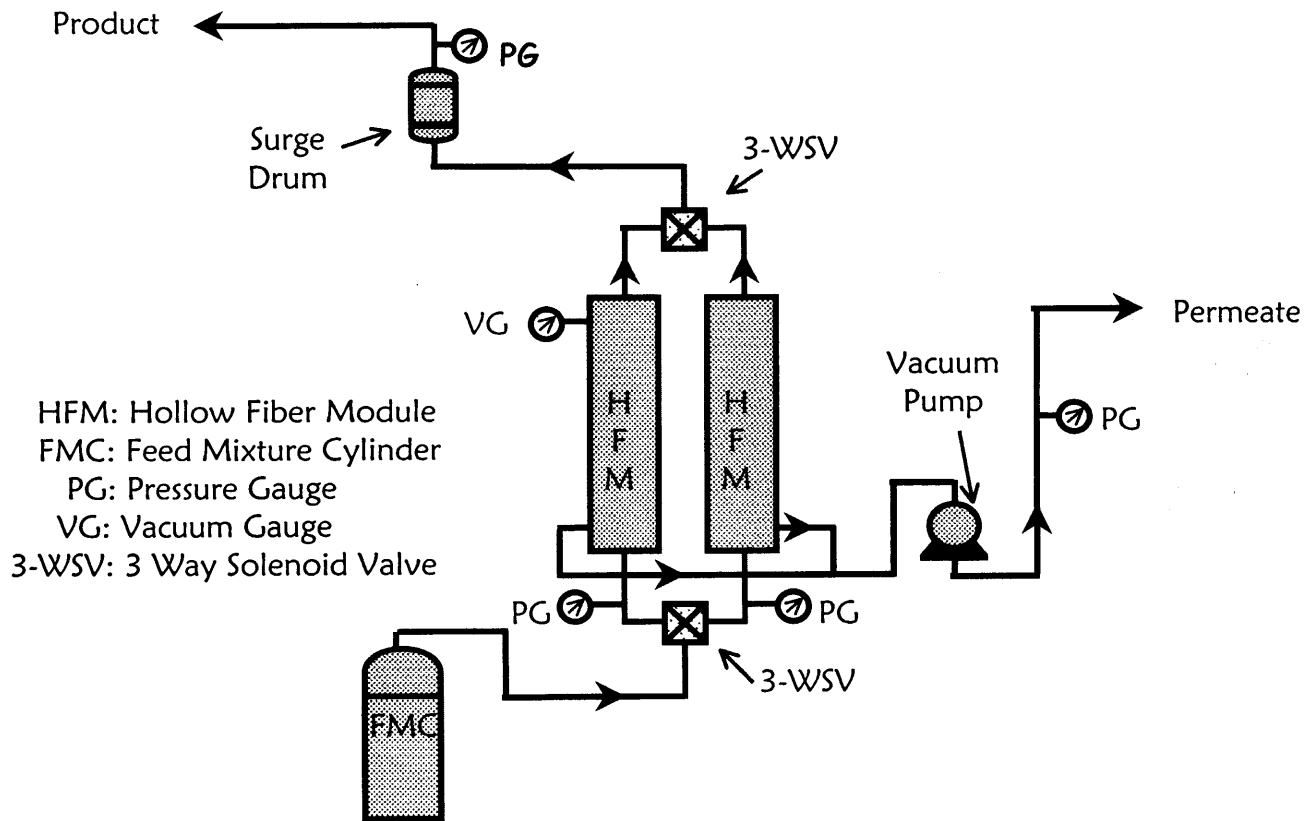 Product
PG
Surge
Drum
3-WSV
VG
Permeate
Vacuum
Pump
PG
HFM: Hollow Fiber Module
FMC: Feed Mixture Cylinder
PG: Pressure Gauge
VG: Vacuum Gauge
3-WSV: 3 Way Solenoid Valve
H
F
M
H
F
M
PG
PG
3-WSV
FMC